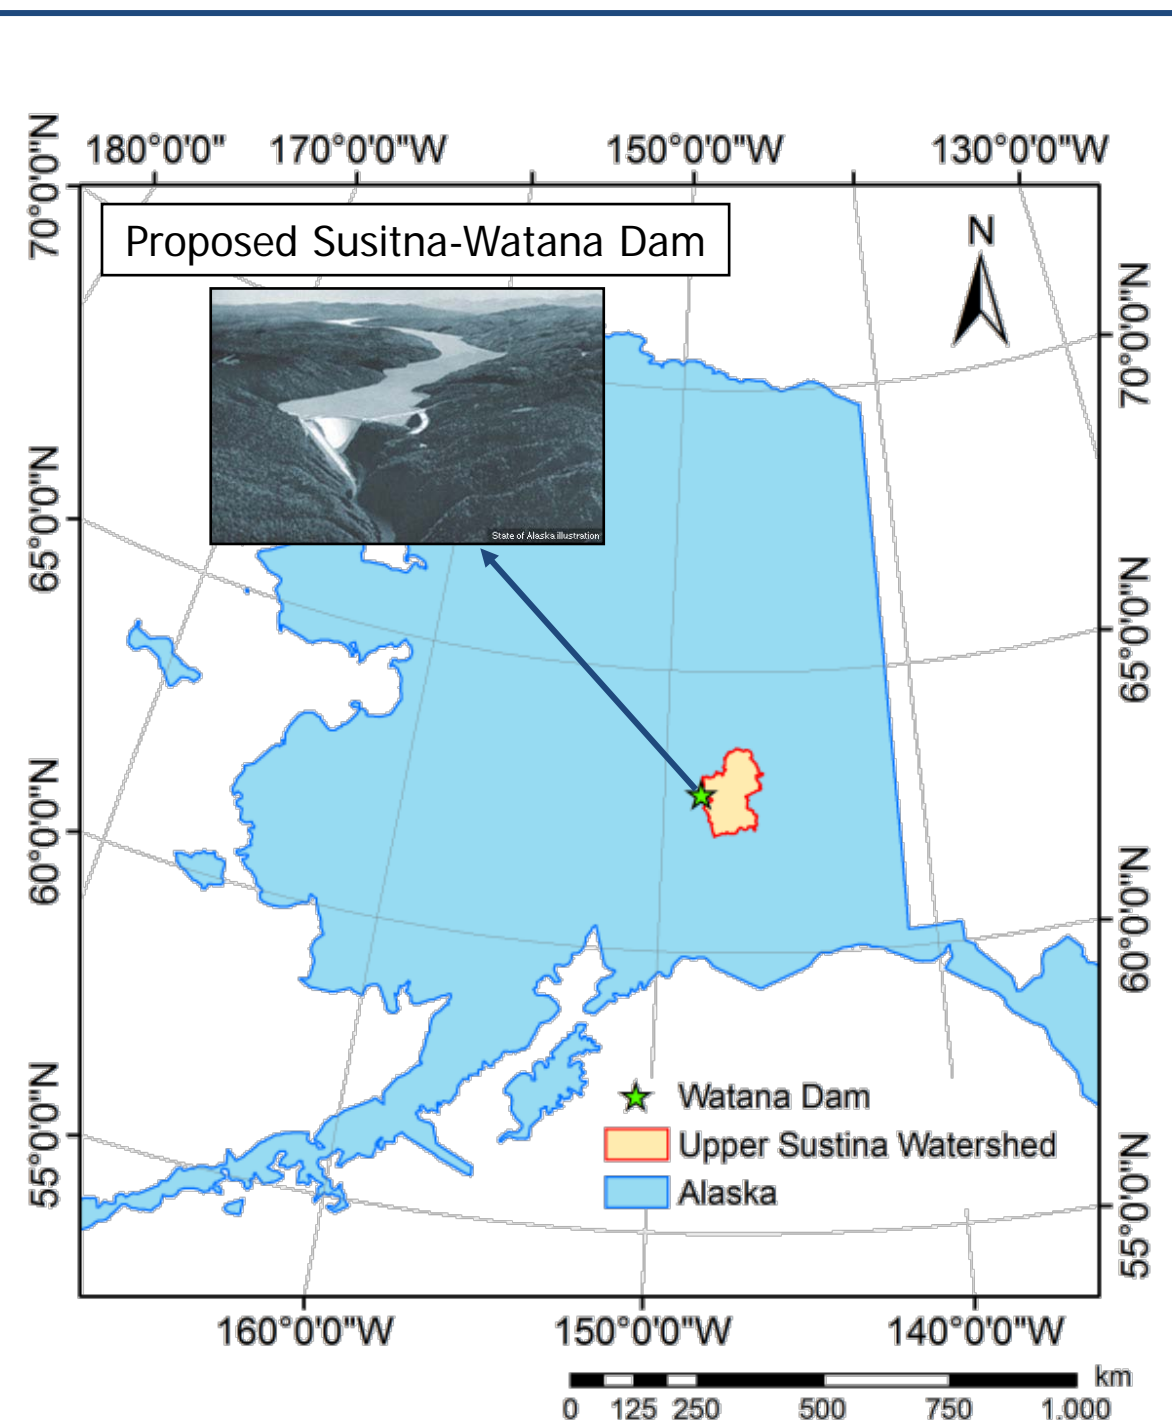 180°0'0" 170°0'0"W 150°0'0"W 130°0'0"W
70°0'0"N
Proposed Susitna-Watana Dam
N
70°0'0"N
State of Alaska illustration
65°0'0"N
65°0'0"N
60°0'0"N
60°0'0"N
55°0'0"N
Watana Dam
Upper Sustina Watershed
Alaska
55°0'0"N
160°0'0"W 150°0'0"W 140°0'0"W
km
0 125 250 500 750 1,000